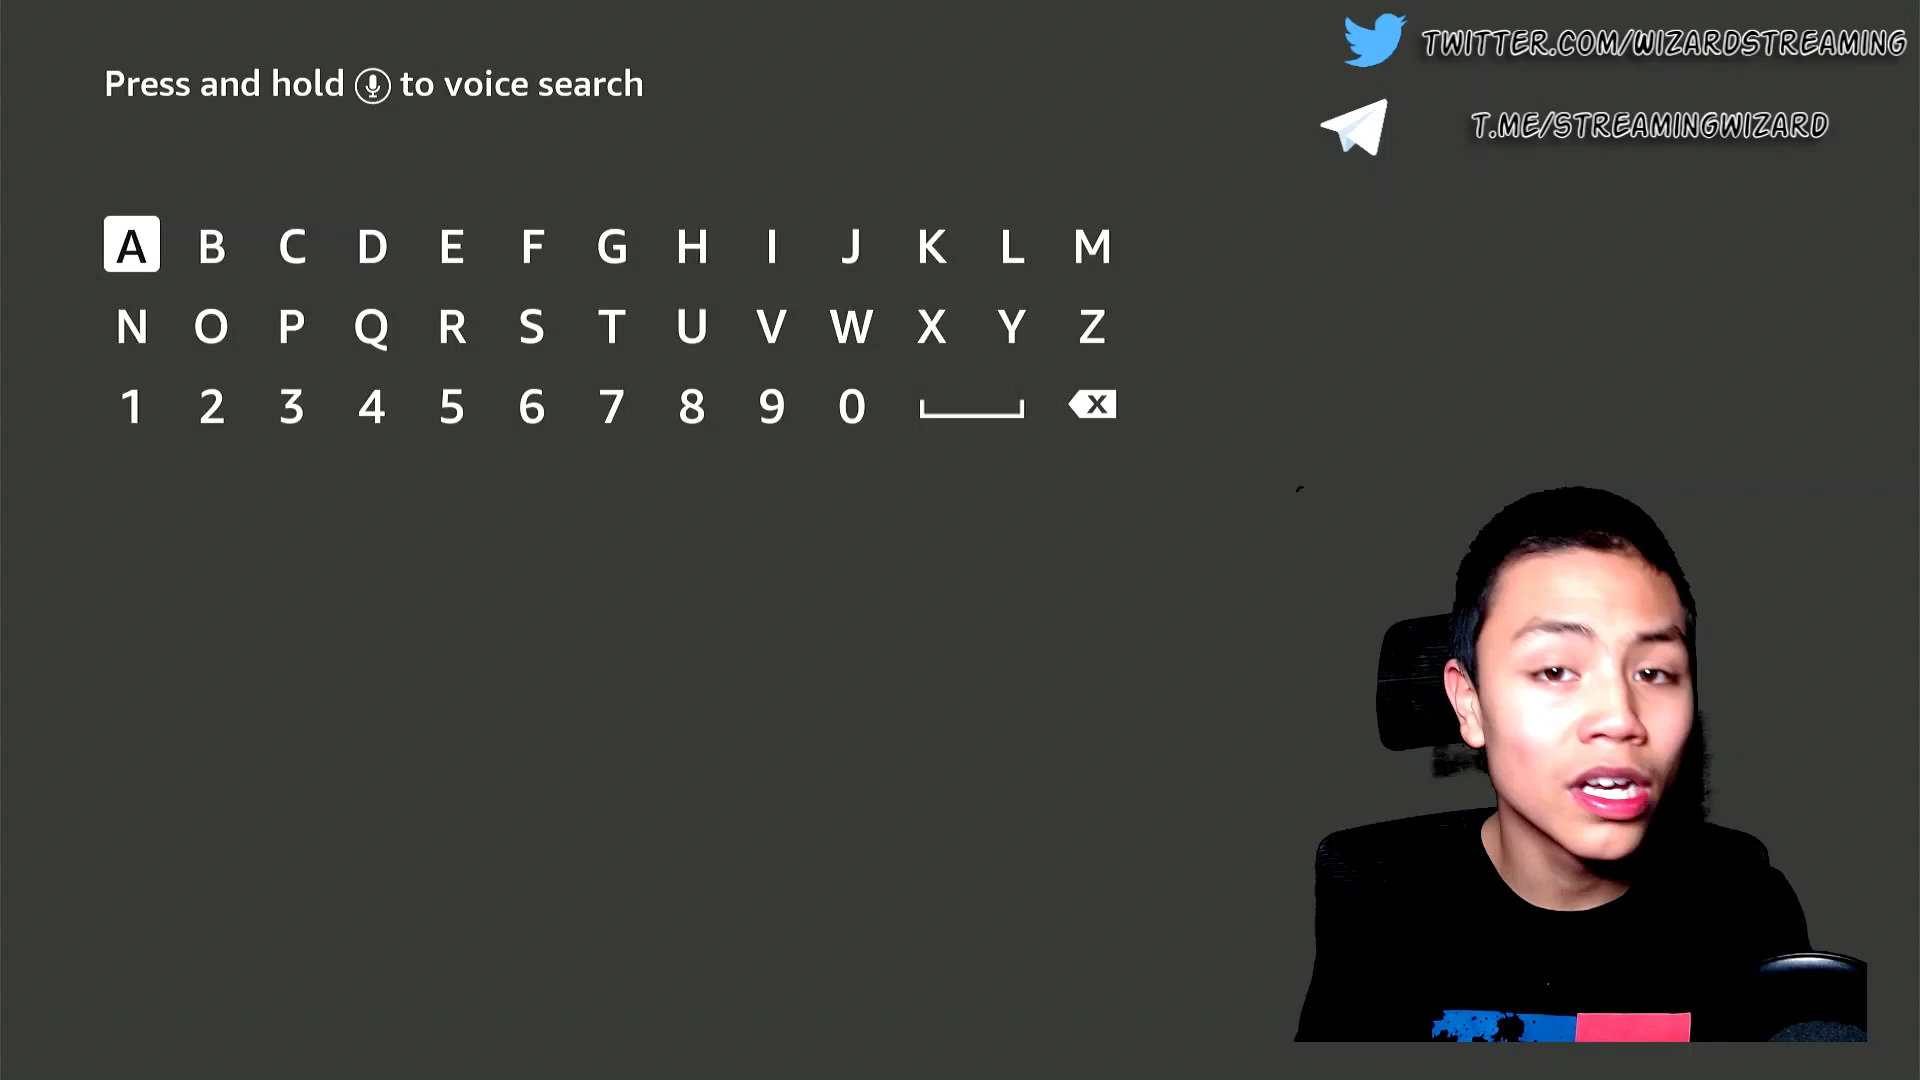 TWITTER.COM/WIZARDSTREAMING
Press and hold to voice search
T.ME/STREAMINGWIZARD
A B C D E F G H I J K L M
N O P Q R S T U V W X Y Z
1 2 3 4 5 6 7 8 9 0